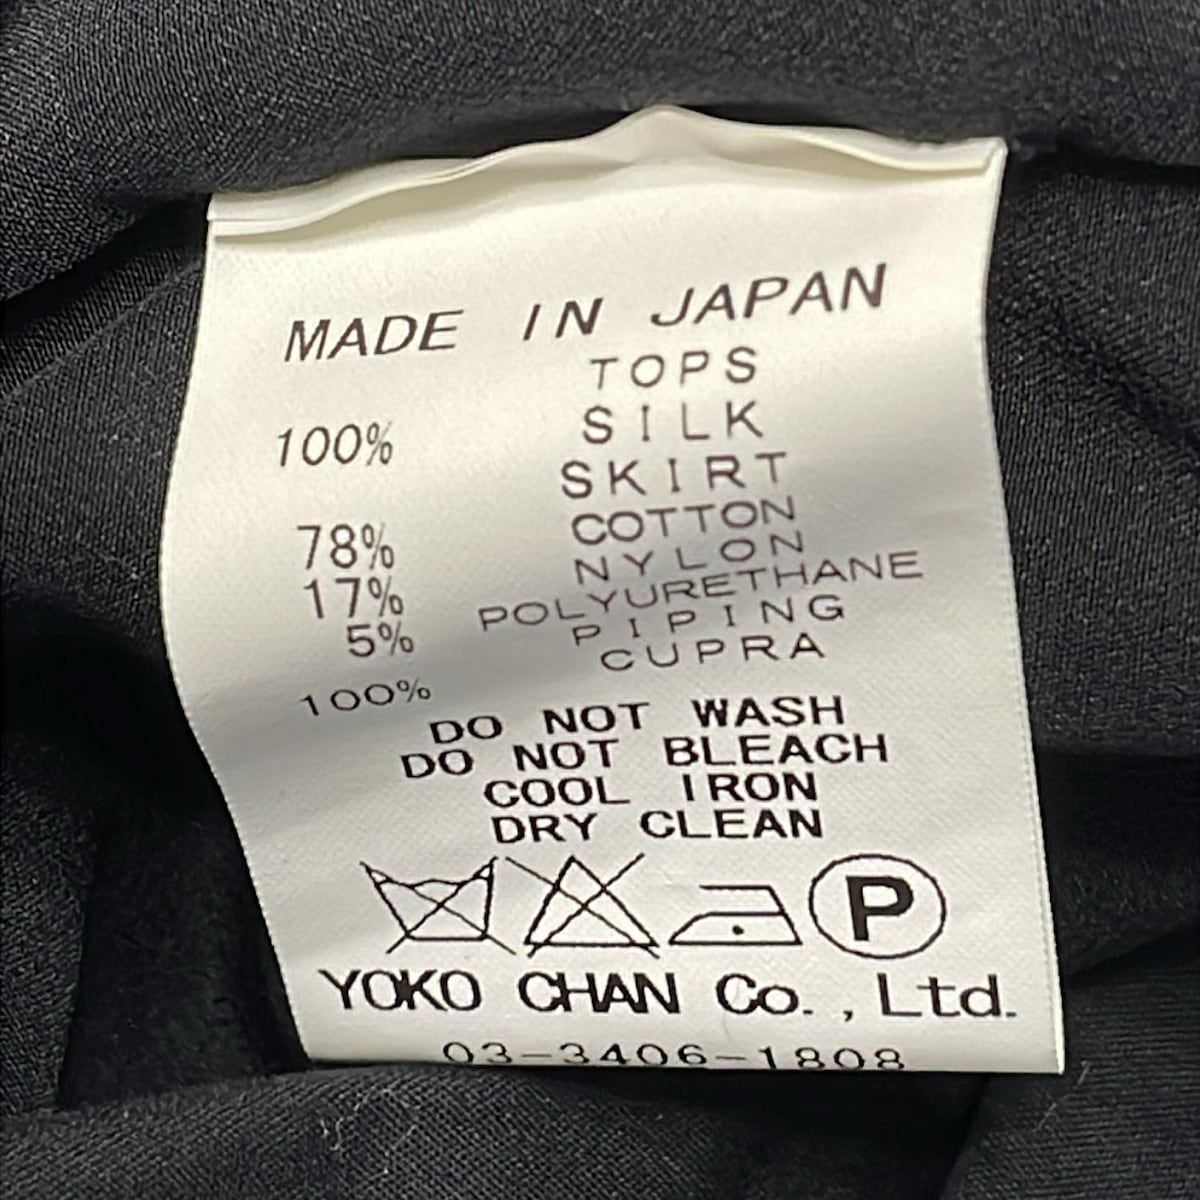 MADE IN JAPAN
TOPS
100% SILK
SKIRT
78% COTTON
17% NYLON
5% POLYURETHANE
PIPING
100% CUPRA
DO NOT WASH
DO NOT BLEACH
COOL IRON
DRY CLEAN
P
YOKO CHAN Co., Ltd.
03-3406-1808